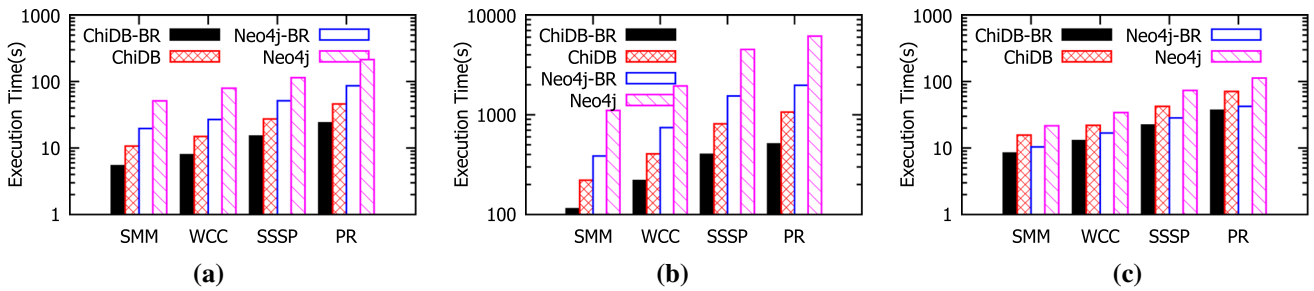 Execution Time(s)
1000
100
10
1
ChiDB-BR
Neo4j-BR
ChiDB
Neo4j
SMM
WCC
SSSP
PR
(a)
Execution Time(s)
10000
1000
100
ChiDB-BR
ChiDB
Neo4j-BR
Neo4j
SMM
WCC
SSSP
PR
(b)
Execution Time(s)
1000
100
10
1
ChiDB-BR
Neo4j-BR
ChiDB
Neo4j
SMM
WCC
SSSP
PR
(c)